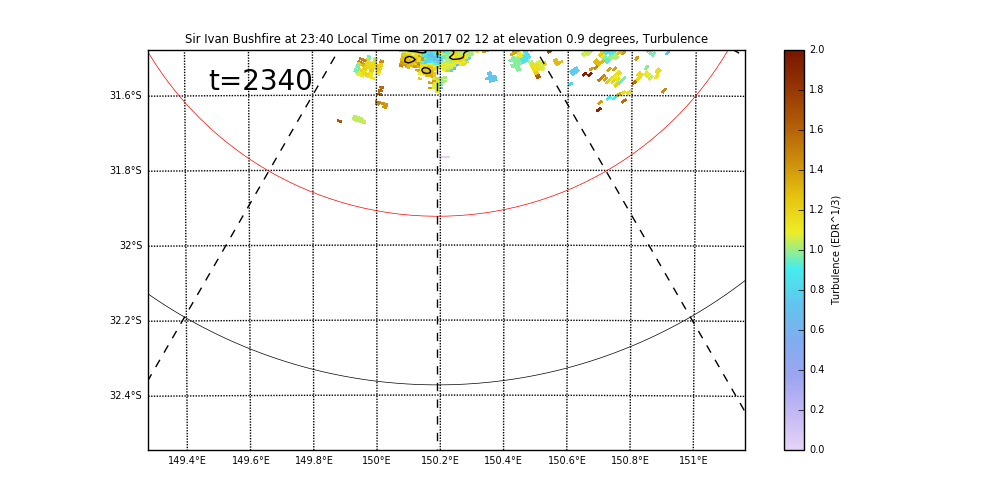 Sir Ivan Bushfire at 23:40 Local Time on 2017 02 12 at elevation 0.9 degrees, Turbulence
t=2340
31.6°S
31.8°S
32°S
32.2°S
32.4°S
149.4°E 149.6°E 149.8°E 150°E 150.2°E 150.4°E 150.6°E 150.8°E 151°E
2.0
1.8
1.6
1.4
1.2
1.0
0.8
0.6
0.4
0.2
0.0
Turbulence (EDR^1/3)